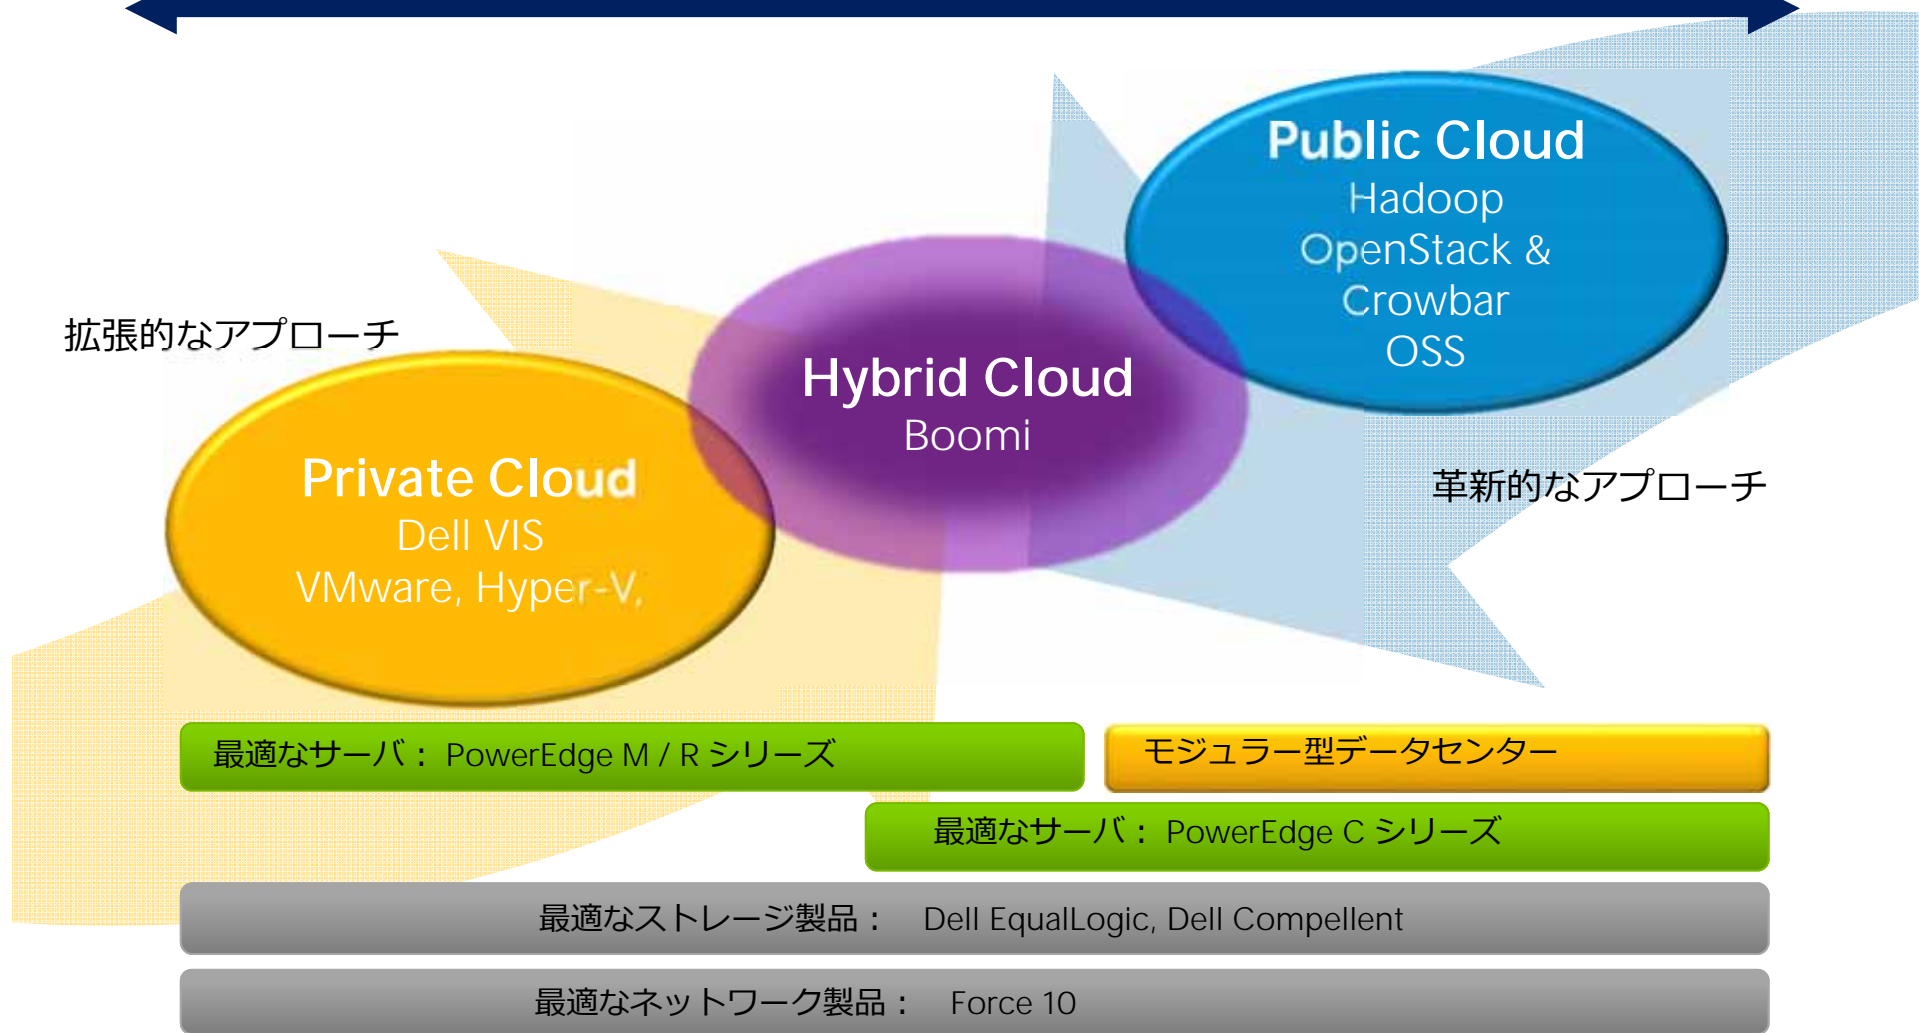 Public Cloud
Hadoop
OpenStack &
Crowbar
OSS
拡張的なアプローチ
Hybrid Cloud
Boomi
Private Cloud
Dell VIS
VMware, Hyper-V,
革新的なアプローチ
最適なサーバ： PowerEdge M / R シリーズ
モジュラー型データセンター
最適なサーバ： PowerEdge C シリーズ
最適なストレージ製品： Dell EqualLogic, Dell Compellent
最適なネットワーク製品： Force 10